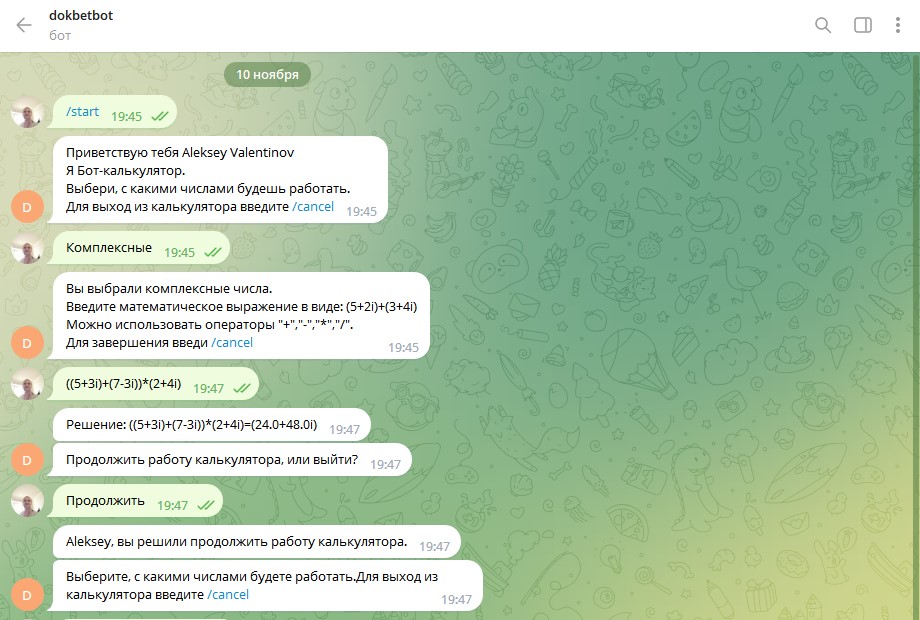 dokbetbot
бот
10 ноября
/start 19:45
Приветствую тебя Aleksey Valentinov
Я Бот-калькулятор.
Выбери, с какими числами будешь работать.
Для выход из калькулятора введите /cancel 19:45
D
Комплексные 19:45
Вы выбрали комплексные числа.
Введите математическое выражение в виде: (5+2i)+(3+4i)
Можно использовать операторы "+","-","*","/".
Для завершения введи /cancel 19:45
D
((5+3i)+(7-3i))*(2+4i) 19:47
Решение: ((5+3i)+(7-3i))*(2+4i)=(24.0+48.0i) 19:47
Продолжить работу калькулятора, или выйти? 19:47
D
Продолжить 19:47
Aleksey, вы решили продолжить работу калькулятора. 19:47
Выберите, с какими числами будете работать.Для выход из
калькулятора введите /cancel 19:47
D